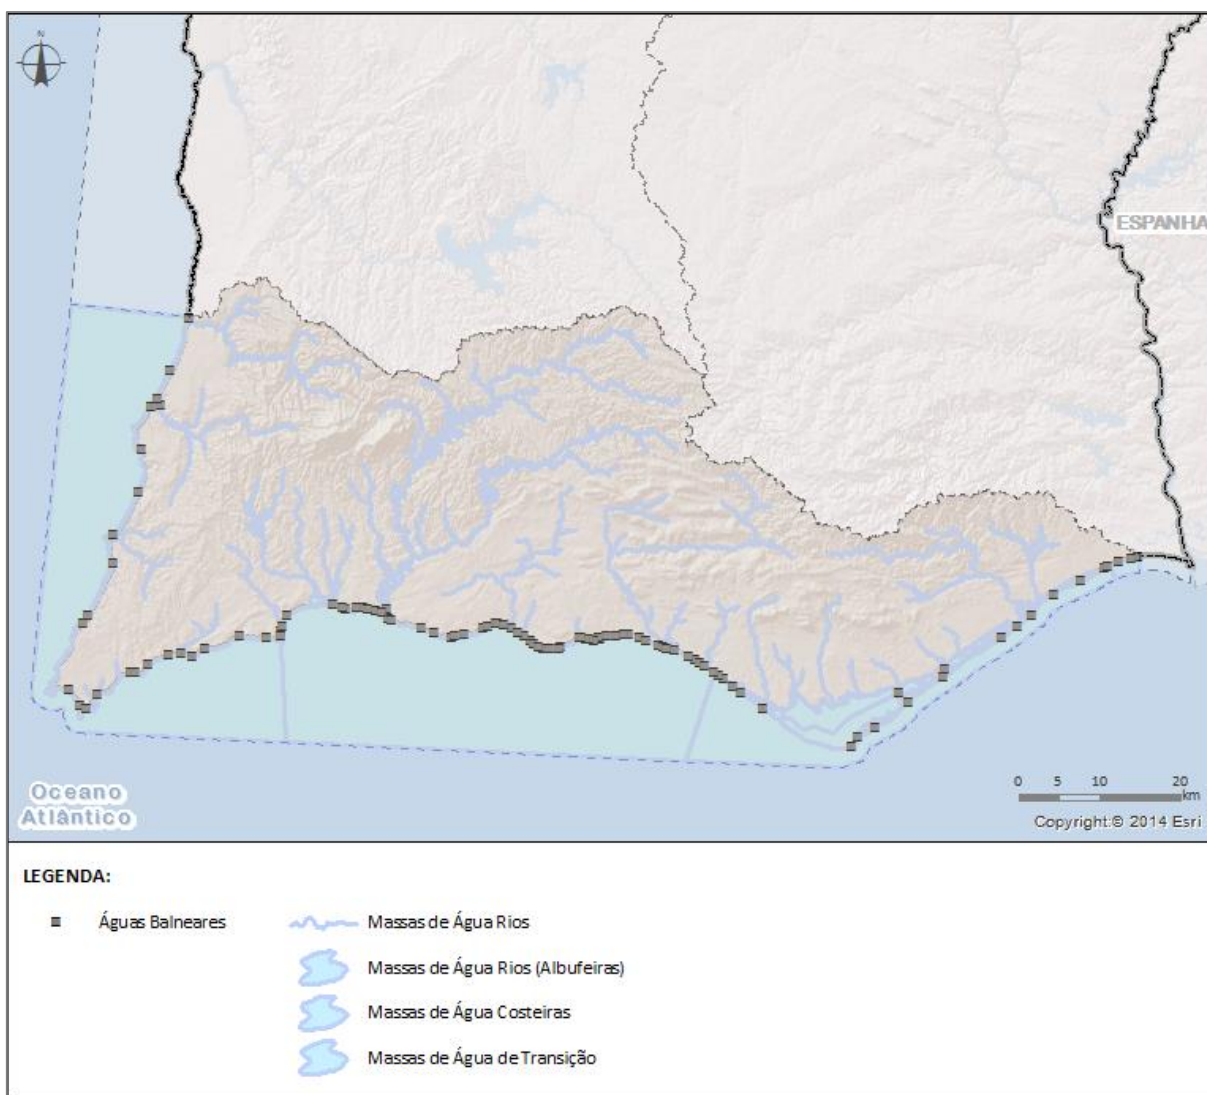 N
ESPANHA
Oceano
Atlântico
0 5 10 20
km
Copyright:© 2014 Esri
LEGENDA:
Águas Balneares
Massas de Água Rios
Massas de Água Rios (Albufeiras)
Massas de Água Costeiras
Massas de Água de Transição